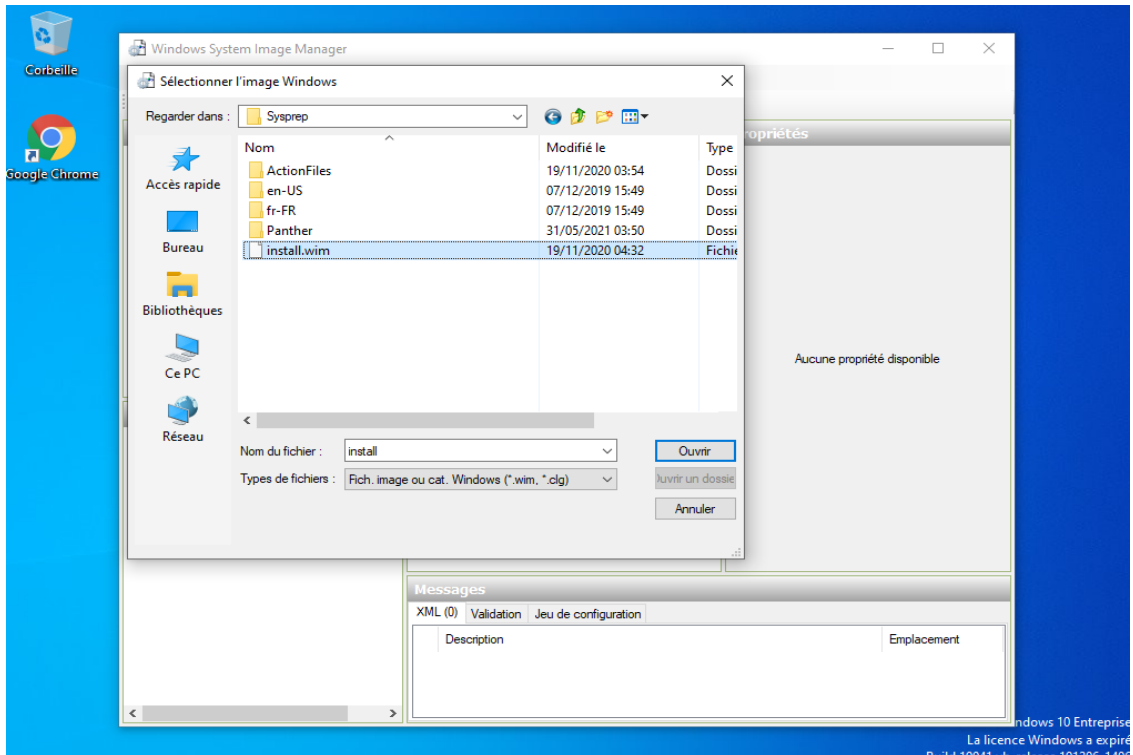 Corbeille
Google Chrome
Windows System Image Manager
Sélectionner l'image Windows
Regarder dans :
Sysprep
Nom
Modifié le
Type
ActionFiles
19/11/2020 03:54
Dossi
en-US
07/12/2019 15:49
Dossi
fr-FR
07/12/2019 15:49
Dossi
Panther
31/05/2021 03:50
Dossi
install.wim
19/11/2020 04:32
Fichie
Accès rapide
Bureau
Bibliothèques
Ce PC
Réseau
Nom du fichier :
install
Ouvrir
Types de fichiers :
Fich. image ou cat. Windows (*.wim, *.clg)
uvrir un dossie
Annuler
ropriétés
Aucune propriété disponible
Messages
XML (0)
Validation
Jeu de configuration
Description
Emplacement
ndows 10 Entreprise
La licence Windows a expiré